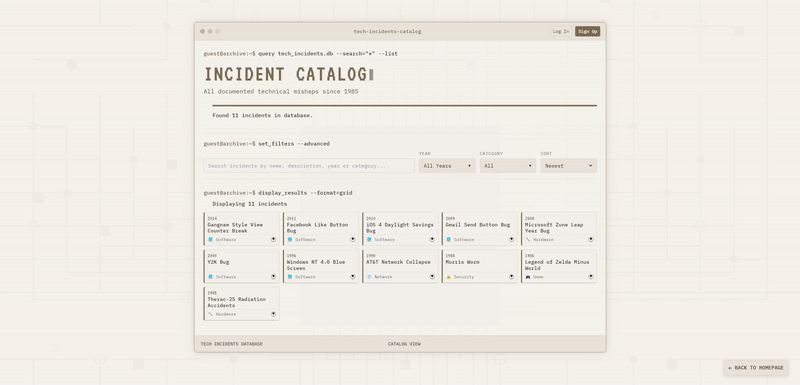 tech-incidents-catalog
Log In
Sign Up
guest@archive:~$ query tech_incidents.db --search="*" --list
INCIDENT CATALOG
All documented technical mishaps since 1985
Found 11 incidents in database.
guest@archive:~$ set_filters --advanced
YEAR
CATEGORY
SORT
Search incidents by name, description, year or category...
All Years
All
Newest
guest@archive:~$ display_results --format=grid
Displaying 11 incidents
2014
Gangnam Style View
Counter Break
Software
2011
Facebook Like Button
Bug
Software
2010
iOS 4 Daylight Savings
Bug
Software
2009
Gmail Send Button Bug
Software
2008
Microsoft Zune Leap
Year Bug
Hardware
2000
Y2K Bug
Software
1996
Windows NT 4.0 Blue
Screen
Software
1990
AT&T Network Collapse
Network
1988
Morris Worm
Security
1986
Legend of Zelda Minus
World
Game
1985
Therac-25 Radiation
Accidents
Hardware
TECH INCIDENTS DATABASE
CATALOG VIEW
← BACK TO HOMEPAGE